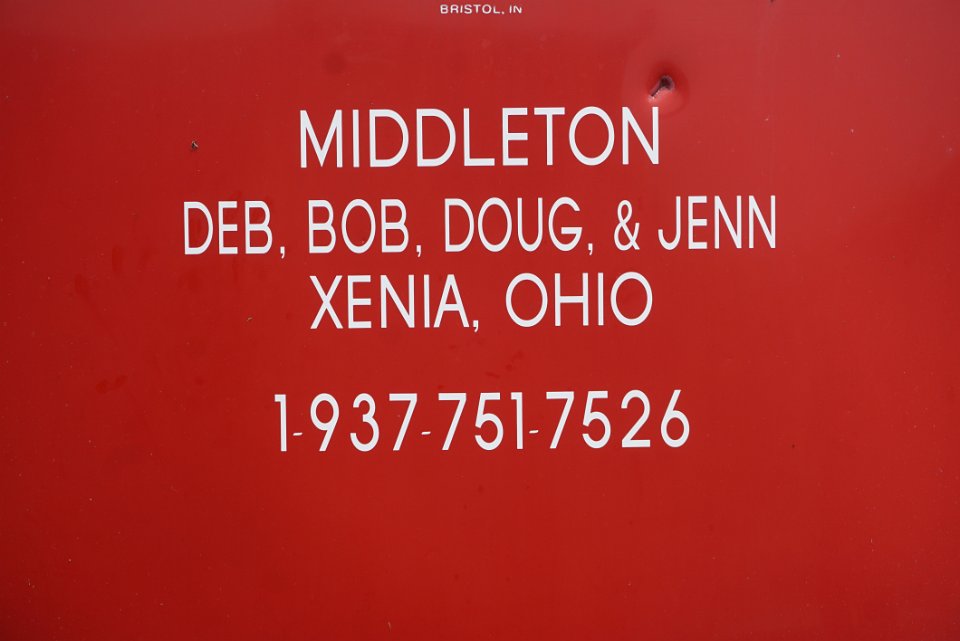 BRISTOL, IN
MIDDLETON
DEB, BOB, DOUG, & JENN
XENIA, OHIO
1-937-751-7526